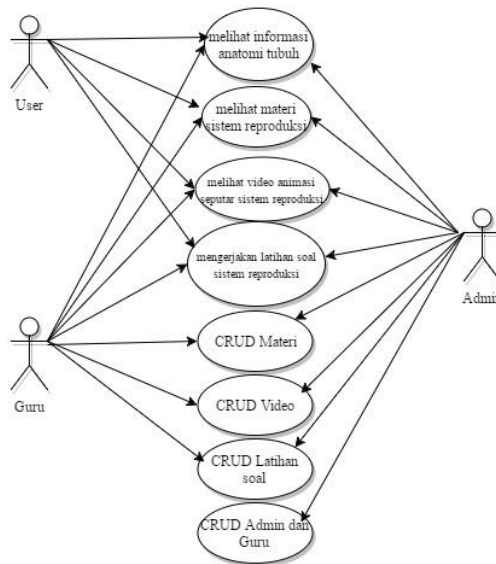 melihat informasi
anatomi tubuh
User
melihat materi
sistem reproduksi
melihat video animasi
seputar sistem reproduksi
mengerjakan latihan soal
sistem reproduksi
Admin
CRUD Materi
Guru
CRUD Video
CRUD Latihan
soal
CRUD Admin dan
Guru